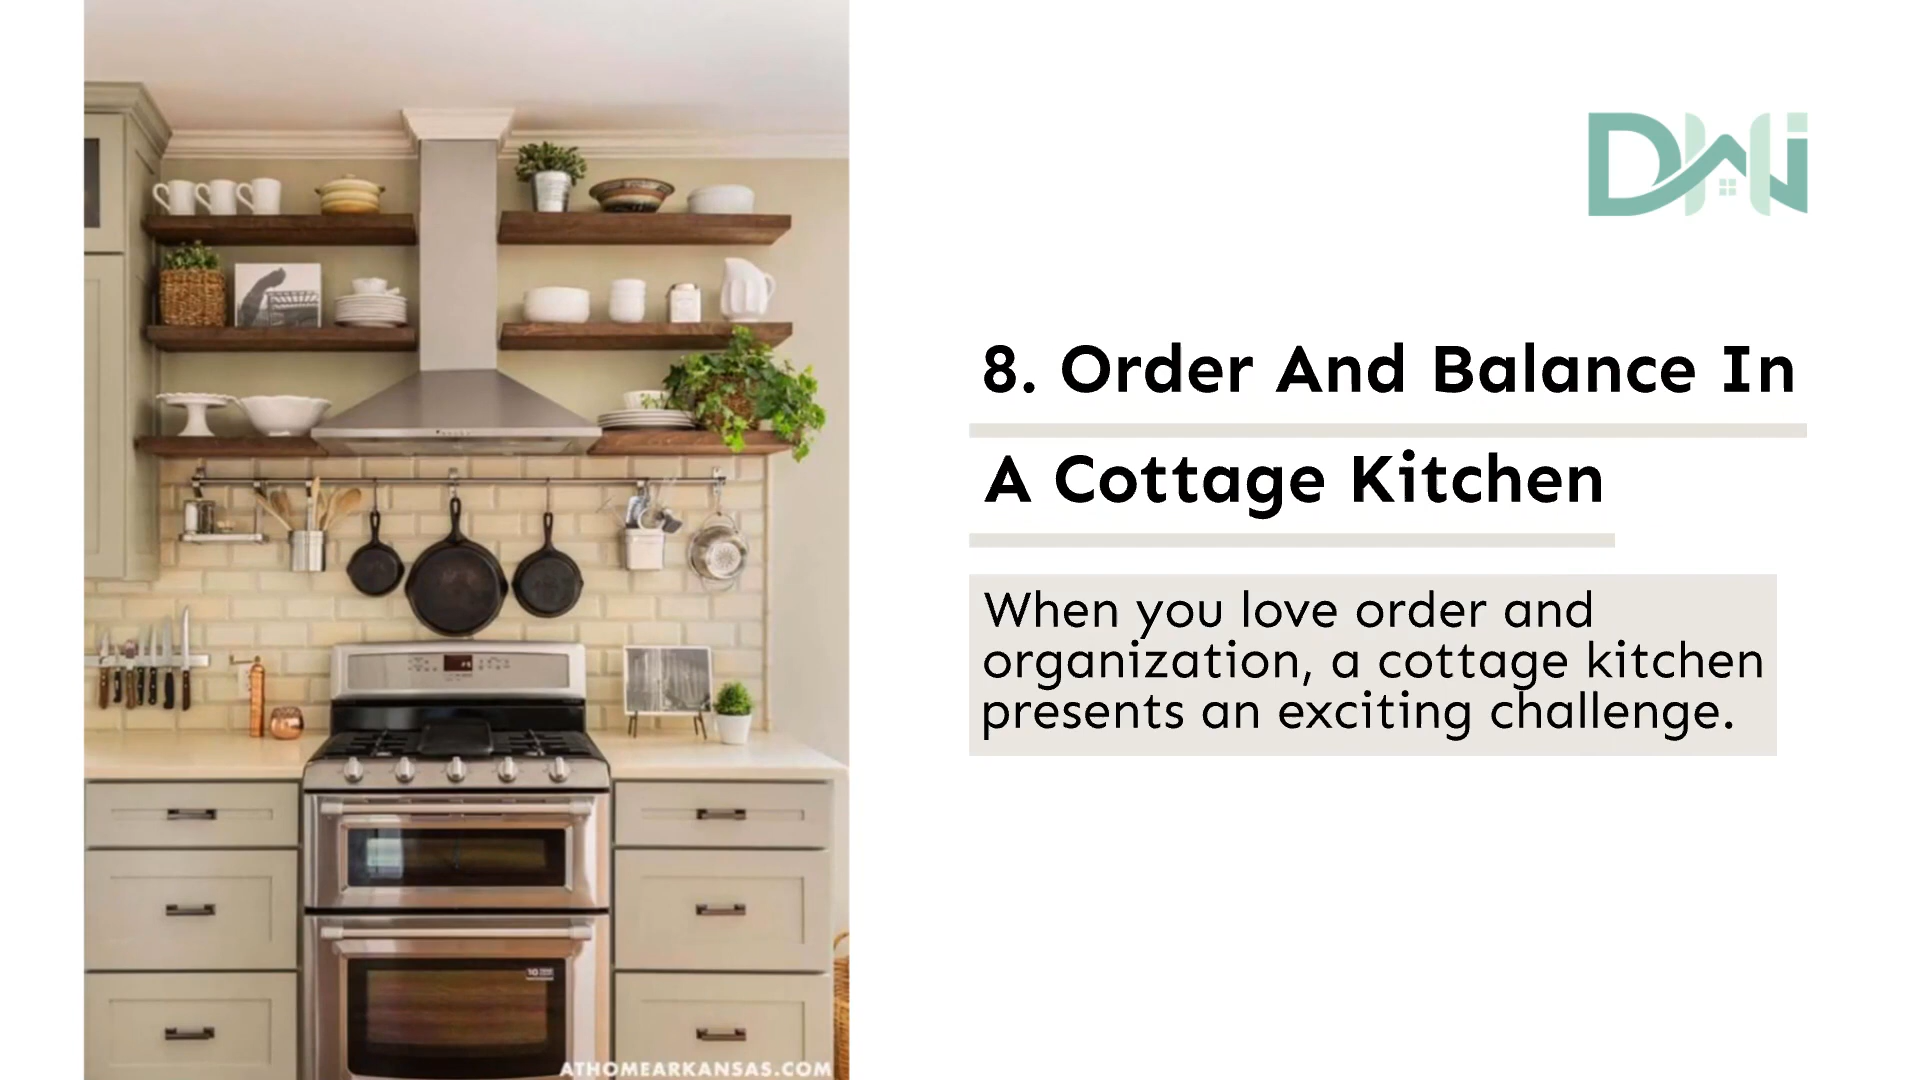 DHI
8. Order And Balance In
A Cottage Kitchen
When you love order and
organization, a cottage kitchen
presents an exciting challenge.
ATHOMEARKANSAS.COM